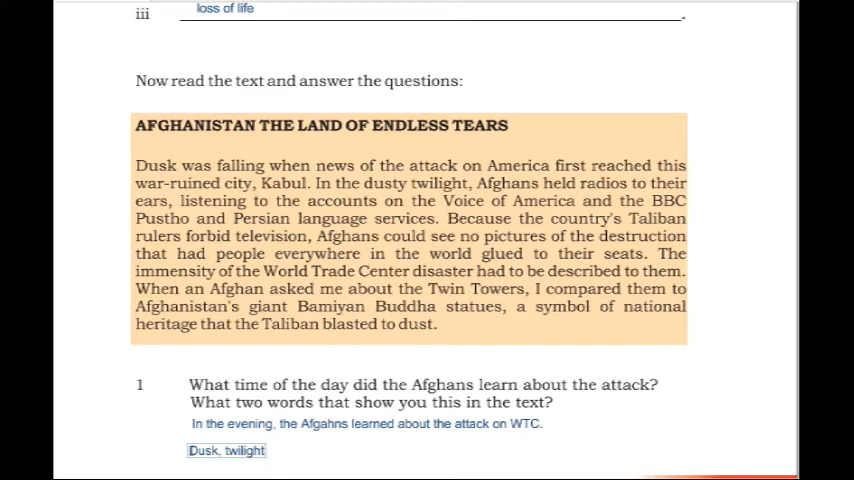 loss of life
iii ______________________________.
Now read the text and answer the questions:
AFGHANISTAN THE LAND OF ENDLESS TEARS
Dusk was falling when news of the attack on America first reached this
war-ruined city, Kabul. In the dusty twilight, Afghans held radios to their
ears, listening to the accounts on the Voice of America and the BBC
Pustho and Persian language services. Because the country's Taliban
rulers forbid television, Afghans could see no pictures of the destruction
that had people everywhere in the world glued to their seats. The
immensity of the World Trade Center disaster had to be described to them.
When an Afghan asked me about the Twin Towers, I compared them to
Afghanistan's giant Bamiyan Buddha statues, a symbol of national
heritage that the Taliban blasted to dust.
1 What time of the day did the Afghans learn about the attack?
What two words that show you this in the text?
In the evening, the Afgahns learned about the attack on WTC.
Dusk, twilight